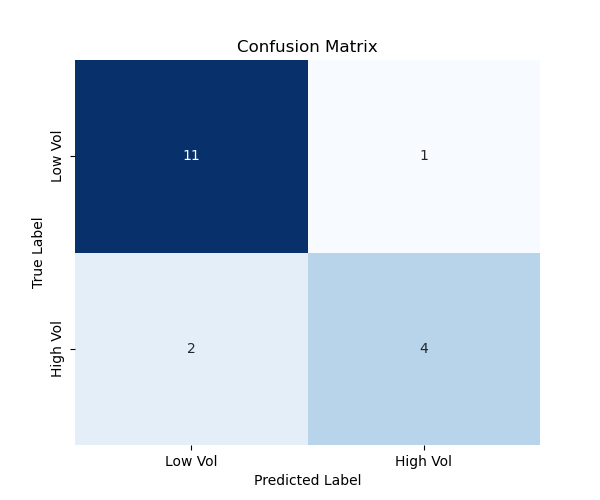 Confusion Matrix
True Label
Low Vol
11
1
High Vol
2
4
Low Vol
High Vol
Predicted Label